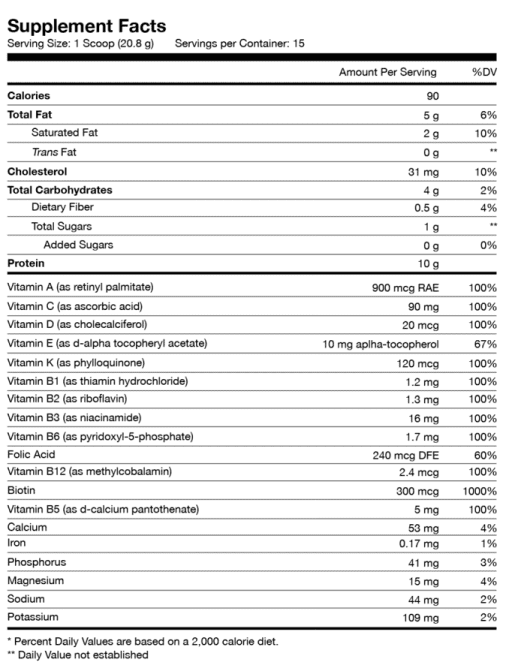 Supplement Facts
Serving Size: 1 Scoop (20.8 g) Servings per Container: 15
Amount Per Serving %DV
Calories 90
Total Fat 5 g 6%
Saturated Fat 2 g 10%
Trans Fat 0 g **
Cholesterol 31 mg 10%
Total Carbohydrates 4 g 2%
Dietary Fiber 0.5 g 4%
Total Sugars 1 g **
Added Sugars 0 g 0%
Protein 10 g
Vitamin A (as retinyl palmitate) 900 mcg RAE 100%
Vitamin C (as ascorbic acid) 90 mg 100%
Vitamin D (as cholecalciferol) 20 mcg 100%
Vitamin E (as d-alpha tocopheryl acetate) 10 mg aplha-tocopherol 67%
Vitamin K (as phylloquinone) 120 mcg 100%
Vitamin B1 (as thiamin hydrochloride) 1.2 mg 100%
Vitamin B2 (as riboflavin) 1.3 mg 100%
Vitamin B3 (as niacinamide) 16 mg 100%
Vitamin B6 (as pyridoxyl-5-phosphate) 1.7 mg 100%
Folic Acid 240 mcg DFE 60%
Vitamin B12 (as methylcobalamin) 2.4 mcg 100%
Biotin 300 mcg 1000%
Vitamin B5 (as d-calcium pantothenate) 5 mg 100%
Calcium 53 mg 4%
Iron 0.17 mg 1%
Phosphorus 41 mg 3%
Magnesium 15 mg 4%
Sodium 44 mg 2%
Potassium 109 mg 2%
* Percent Daily Values are based on a 2,000 calorie diet.
** Daily Value not established